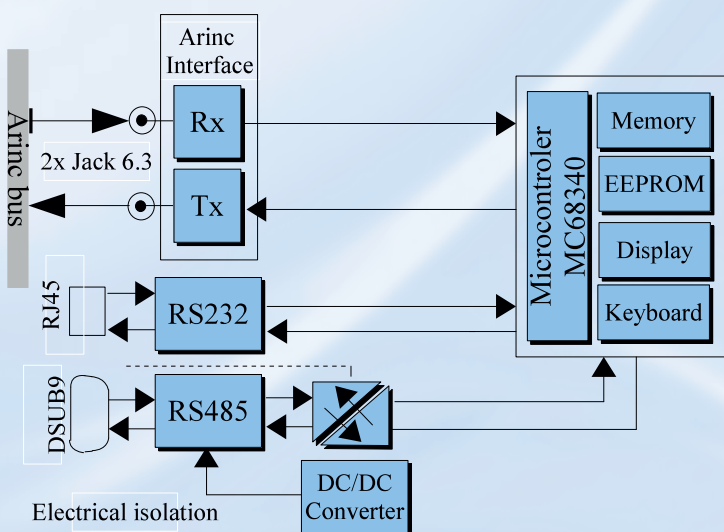 Arinc
Interface
Arinc bus
Rx
2x Jack 6.3
Tx
Microcontroler
MC68340
Memory
EEPROM
Display
Keyboard
RJ45
RS232
DSUB9
RS485
DC/DC
Converter
Electrical isolation